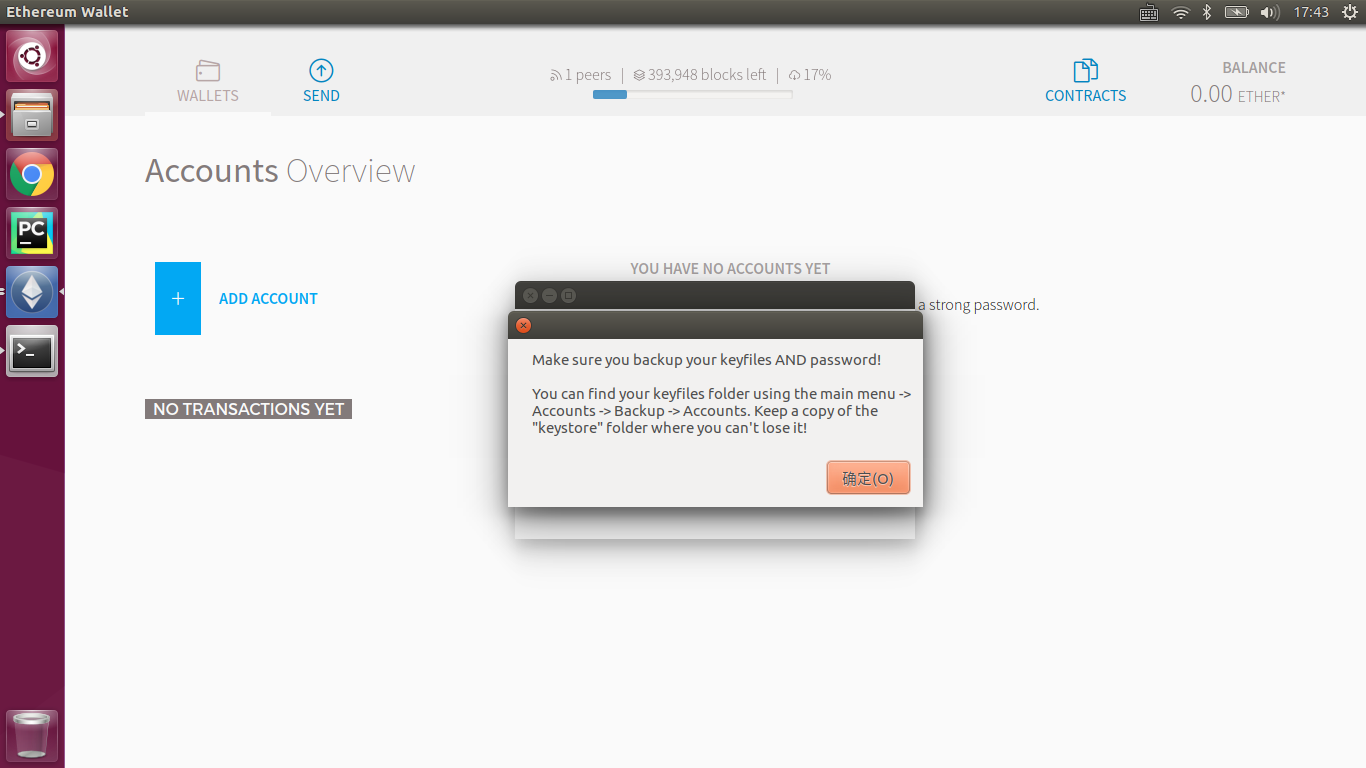 Ethereum Wallet
17:43
WALLETS
SEND
1 peers | 393,948 blocks left | 17%
CONTRACTS
BALANCE
0.00 ETHER*
Accounts Overview
PC
+ ADD ACCOUNT
YOU HAVE NO ACCOUNTS YET
a strong password.
Make sure you backup your keyfiles AND password!
You can find your keyfiles folder using the main menu ->
Accounts -> Backup -> Accounts. Keep a copy of the
"keystore" folder where you can't lose it!
确定(O)
NO TRANSACTIONS YET